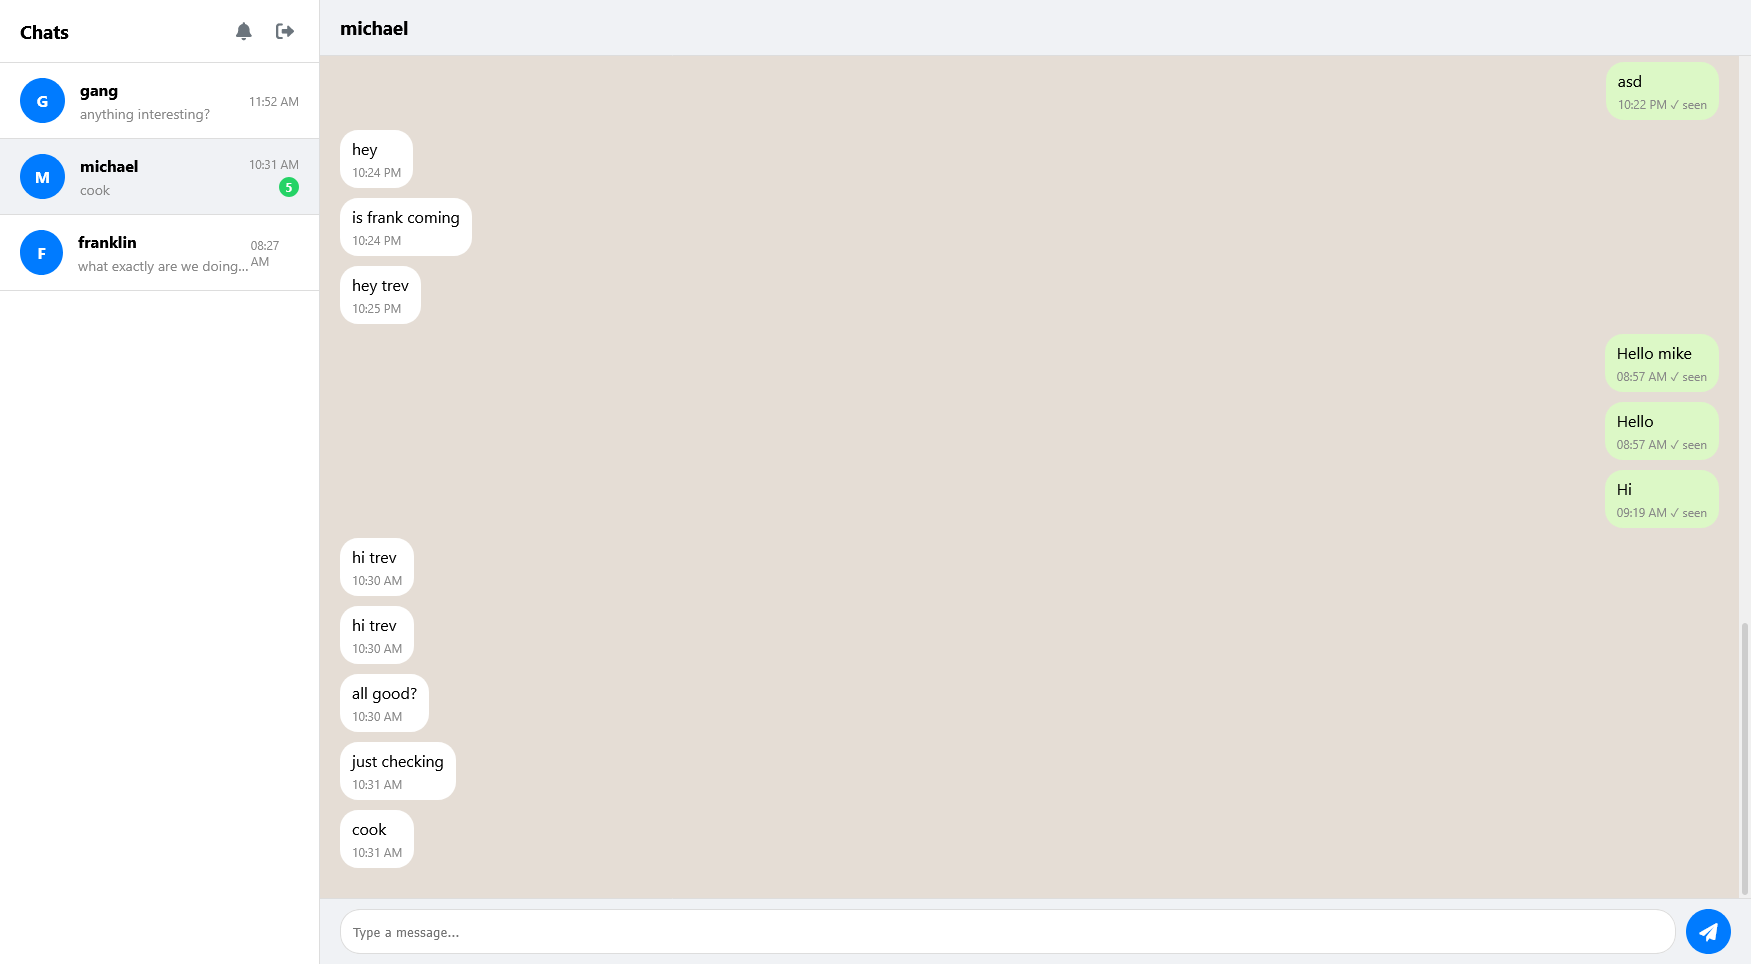 Chats
G
gang
anything interesting?
11:52 AM
M
michael
cook
10:31 AM
5
F
franklin
what exactly are we doing...
08:27
AM
michael
asd
10:22 PM ✓ seen
hey
10:24 PM
is frank coming
10:24 PM
hey trev
10:25 PM
Hello mike
08:57 AM ✓ seen
Hello
08:57 AM ✓ seen
Hi
09:19 AM ✓ seen
hi trev
10:30 AM
hi trev
10:30 AM
all good?
10:30 AM
just checking
10:31 AM
cook
10:31 AM
Type a message...